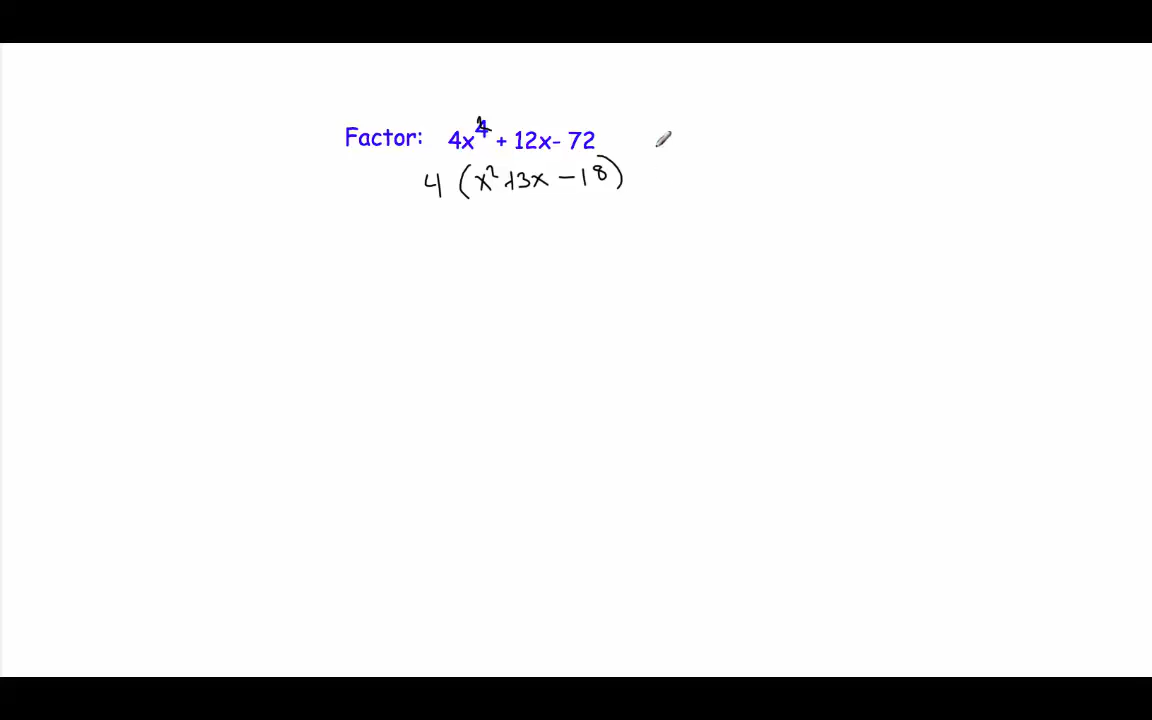 Factor: 4x² + 12x - 72
4 (x² + 3x - 18)